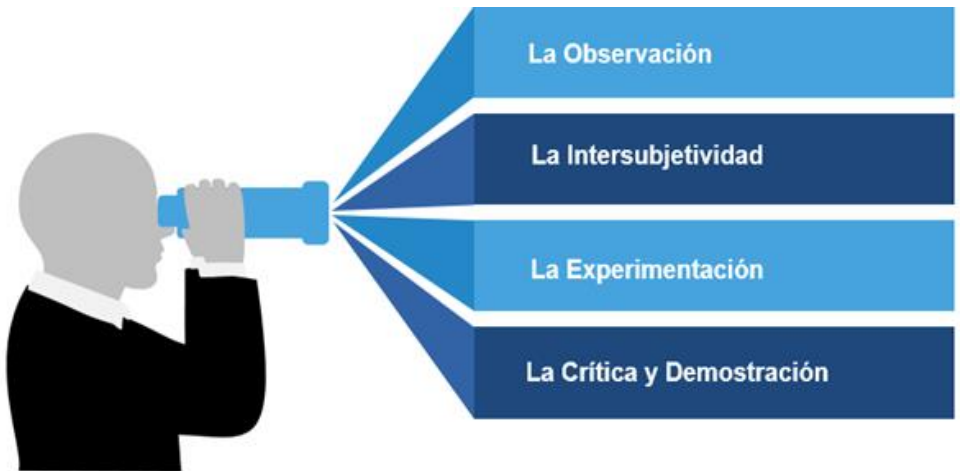 La Observación
La Intersubjetividad
La Experimentación
La Crítica y Demostración